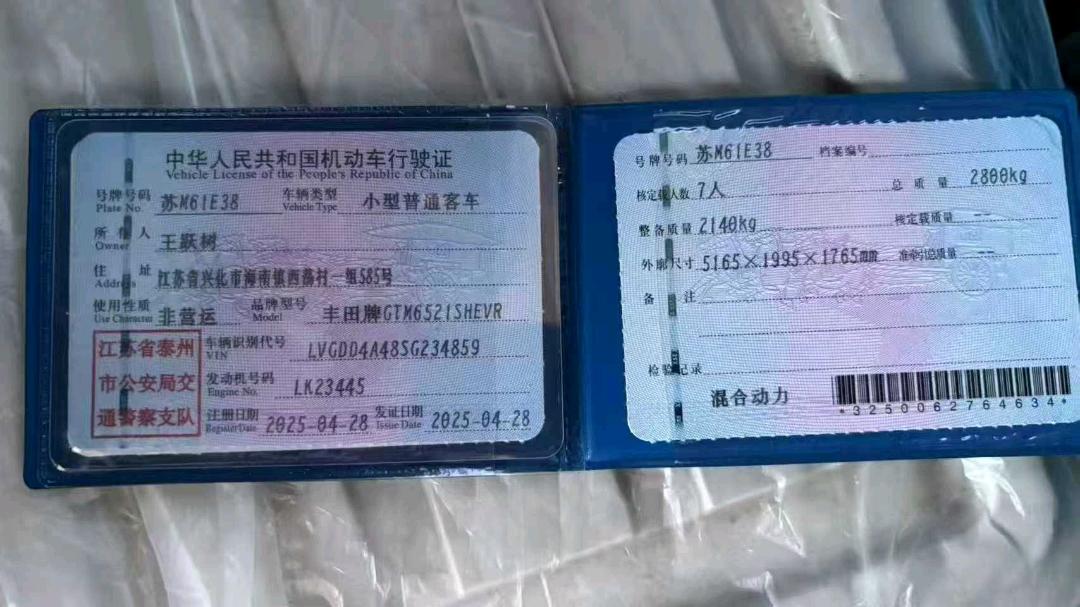 中华人民共和国机动车行驶证
Vehicle License of the People's Republic of China
号牌号码 苏M61E38 车辆类型 小型普通客车
Plate No. Vehicle Type
所有人 王跃树
Owner
住址 江苏省兴化市海南镇西荡村一组585号
Address
使用性质 非营运 品牌型号 丰田牌GTM6521SHEVR
Use Character Model
江苏省泰州
市公安局交
通警察支队
车辆识别代号 LVGDD4A48SG234859
VIN
发动机号码 LK23445
Engine No.
注册日期 2025-04-28 发证日期 2025-04-28
Register Date Issue Date
号牌号码 苏M61E38 档案编号
核定载人数 7人 总质量 2800kg
整备质量 2140kg 核定载质量 --
外廓尺寸 5165×1995×1765mm 准牵引总质量 --
备注
检验记录
混合动力
*3250062764634*